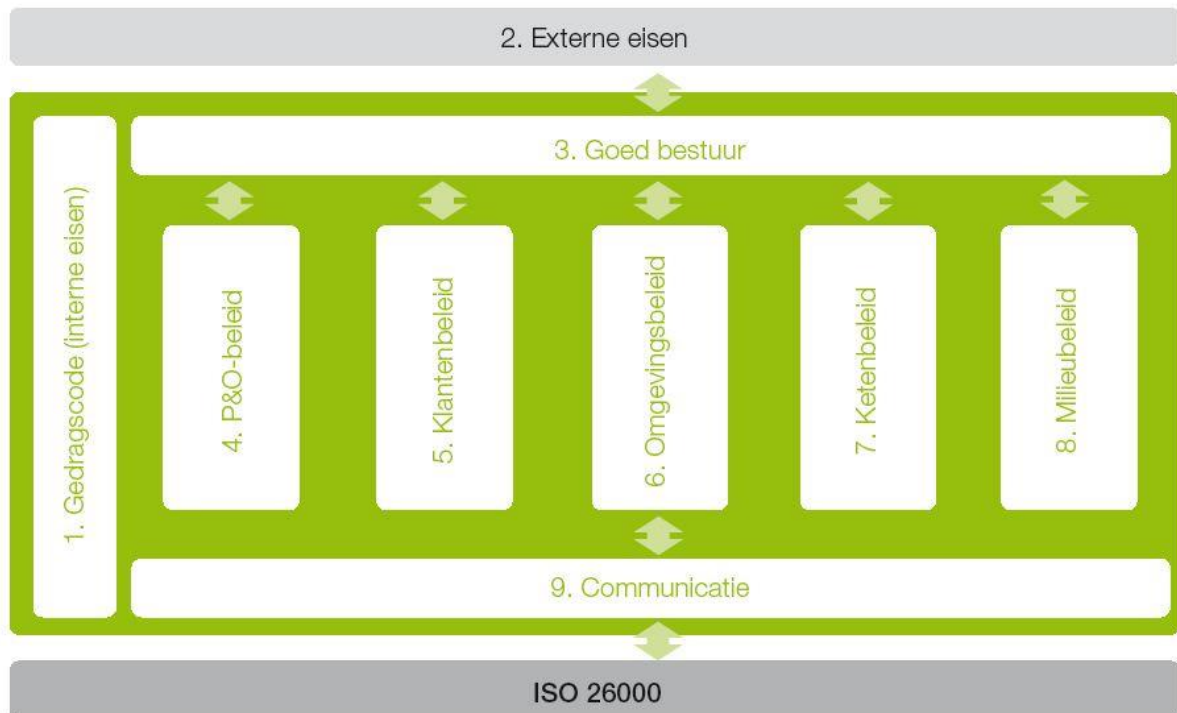 2. Externe eisen
1. Gedragscode (interne eisen)
3. Goed bestuur
4. P&O-beleid
5. Klantenbeleid
6. Omgevingsbeleid
7. Ketenbeleid
8. Milieubeleid
9. Communicatie
ISO 26000